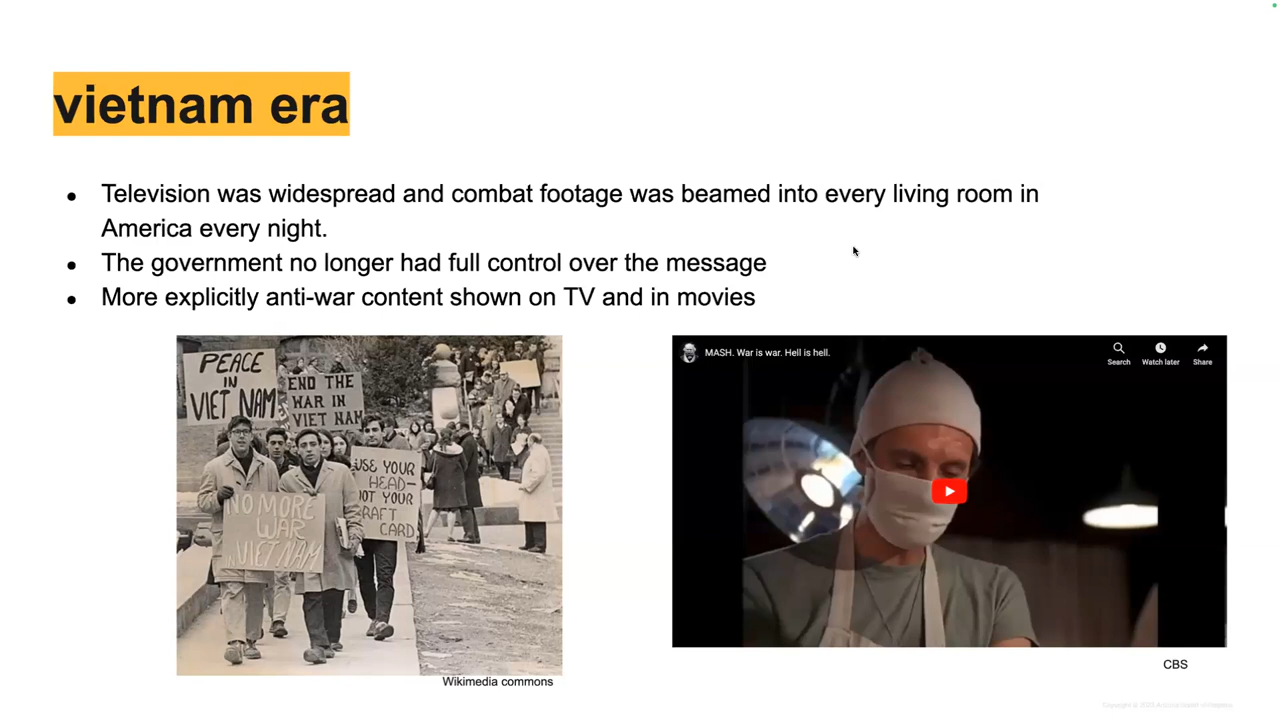 vietnam era
● Television was widespread and combat footage was beamed into every living room in
America every night.
● The government no longer had full control over the message
● More explicitly anti-war content shown on TV and in movies
PEACE
IN
VIET NAM
END THE
WAR IN
VIET NAM
USE YOUR
HEAD-
NOT YOUR
DRAFT
CARD
NO MORE
WAR
in VIETNAM
Wikimedia commons
MASH. War is war. Hell is hell.
Search
Watch later
Share
CBS